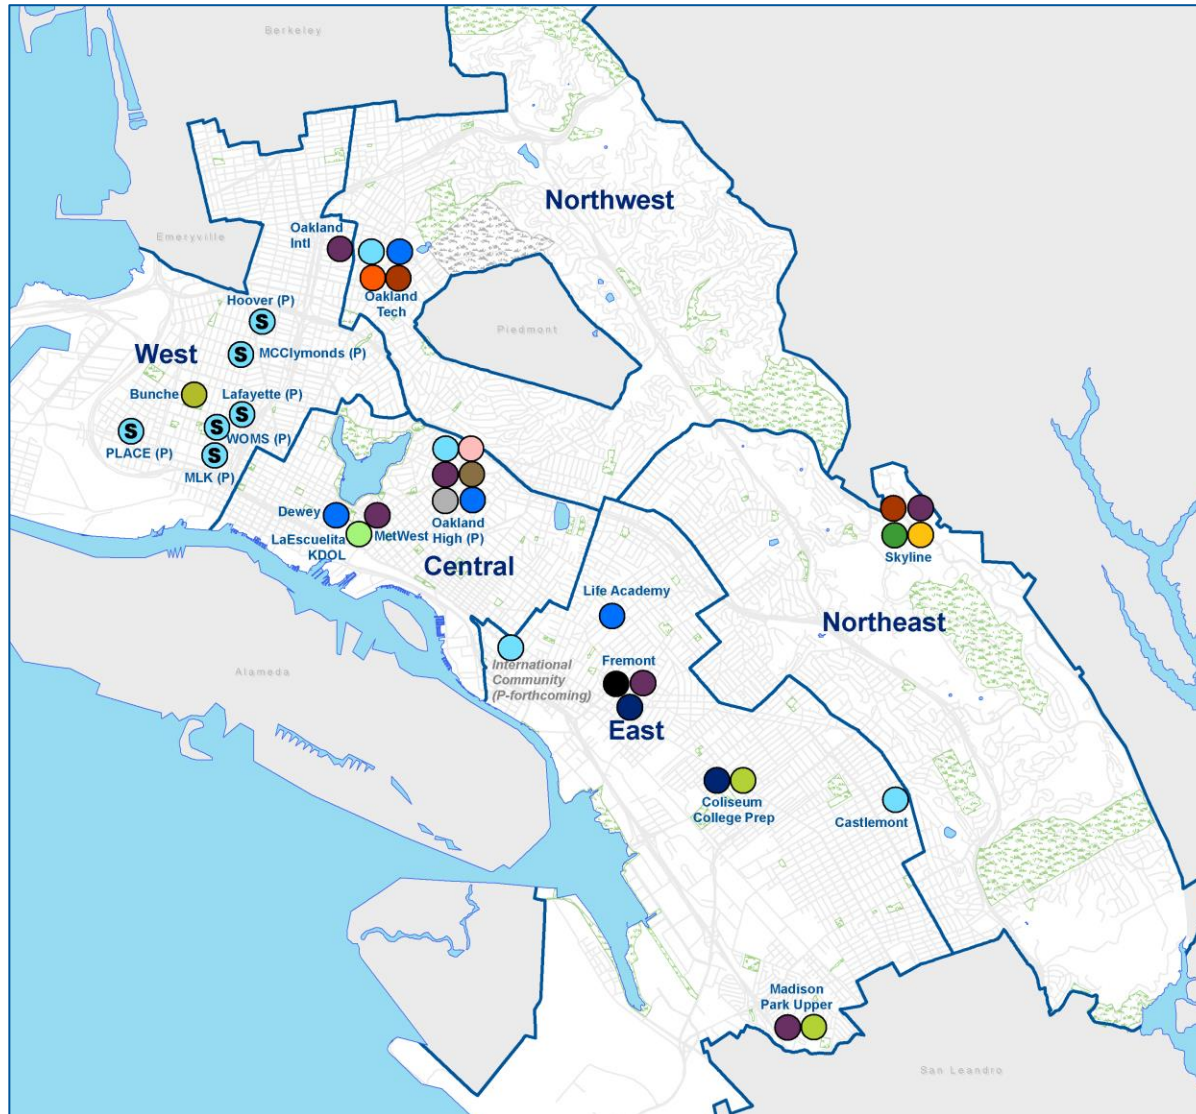 Berkeley
Northwest
Oakland
Intl
Emeryville
Oakland
Tech
Hoover (P)
S
Piedmont
S
MCClymonds (P)
West
Bunche
Lafayette (P)
S
S
S
WOMS (P)
PLACE (P)
S
MLK (P)
Dewey
MetWest
LaEscuelita
KDOL
Oakland
High (P)
Central
Skyline
Life Academy
Northeast
International
Community
(P-forthcoming)
Fremont
Alameda
East
Coliseum
College Prep
Castlemont
Madison
Park Upper
San Leandro